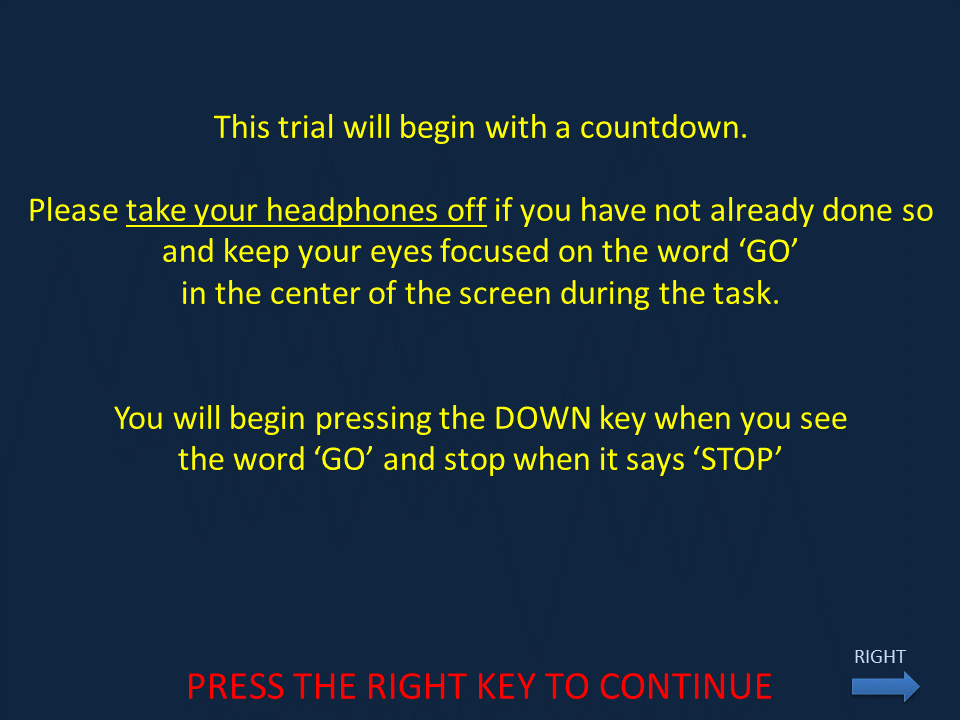 This trial will begin with a countdown.
Please take your headphones off if you have not already done so
and keep your eyes focused on the word ‘GO’
in the center of the screen during the task.
You will begin pressing the DOWN key when you see
the word ‘GO’ and stop when it says ‘STOP’
RIGHT
PRESS THE RIGHT KEY TO CONTINUE